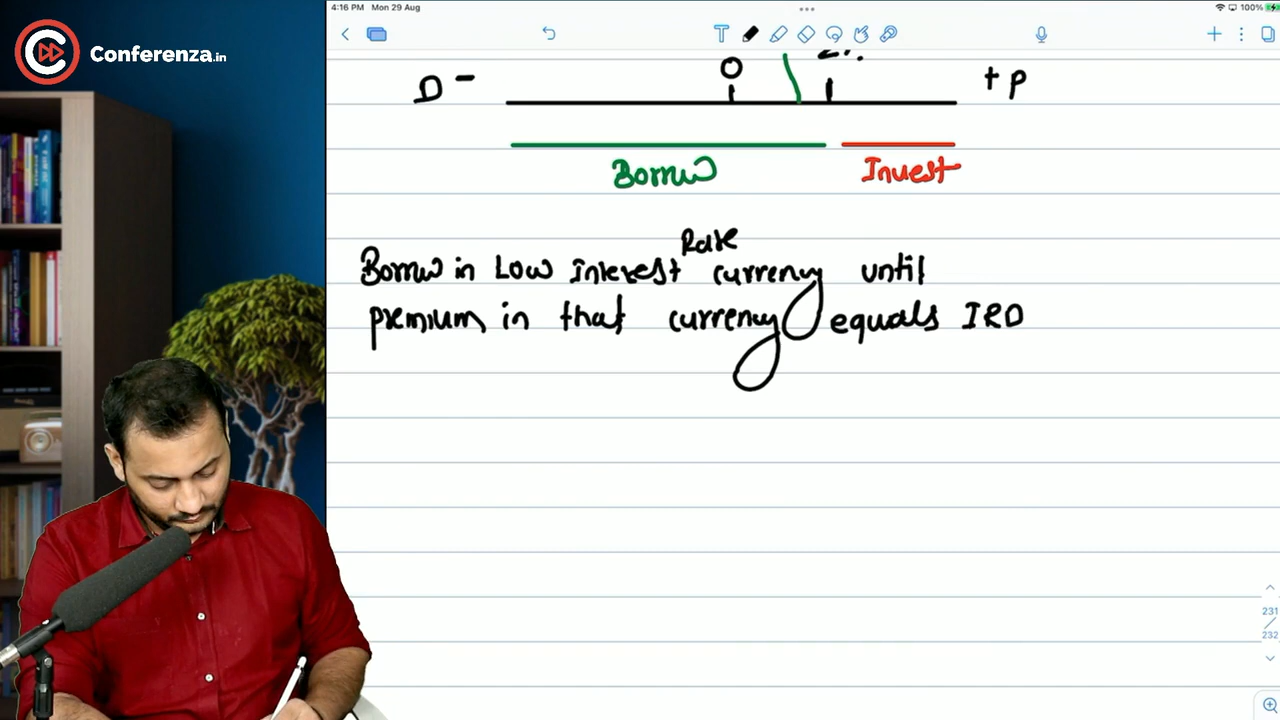 4:16 PM Mon 29 Aug
100%
Conferenza.in
T
0
D -
+ P
Borrow
Invest
Rate
Borrow in Low Interest currency until
premium in that currency equals IRD
231
232